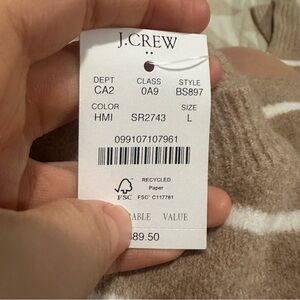 J.CREW
DEPT CLASS STYLE
CA2 0A9 BS897
COLOR SIZE
HMI SR2743 L
099107107961
RECYCLED
Paper
FSC FSC® C117781
RABLE VALUE
89.50